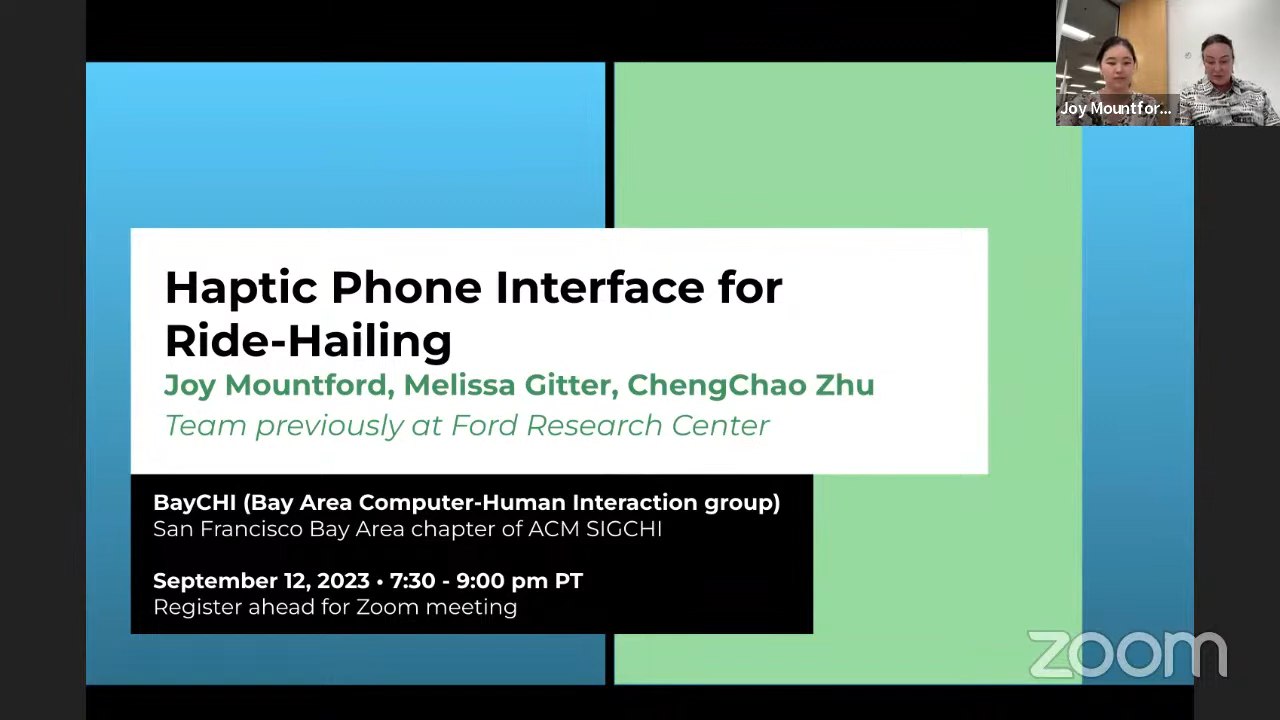 Joy Mountfor...
Haptic Phone Interface for
Ride-Hailing
Joy Mountford, Melissa Gitter, ChengChao Zhu
Team previously at Ford Research Center
BayCHI (Bay Area Computer-Human Interaction group)
San Francisco Bay Area chapter of ACM SIGCHI
September 12, 2023 • 7:30 - 9:00 pm PT
Register ahead for Zoom meeting
zoom